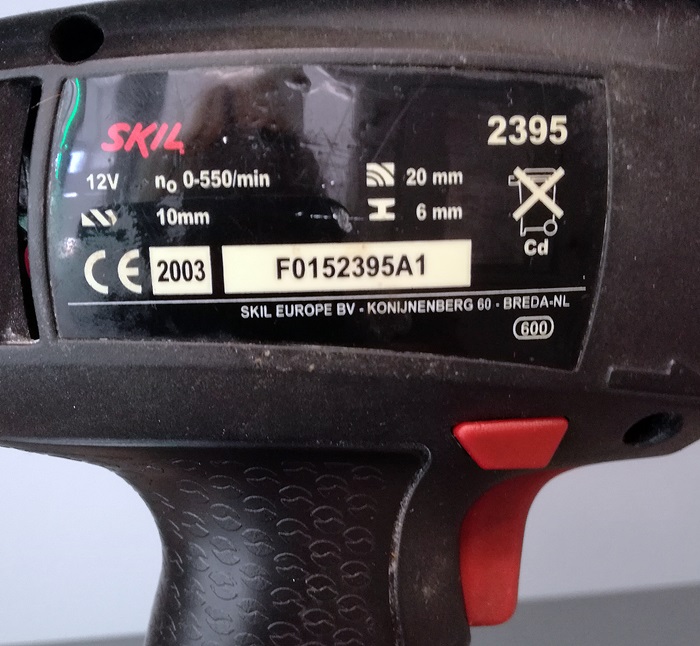 SKIL 2395
12V n₀ 0-550/min 20 mm
10mm 6 mm
Cd
CE 2003 F0152395A1
SKIL EUROPE BV - KONIJNENBERG 60 - BREDA-NL
600